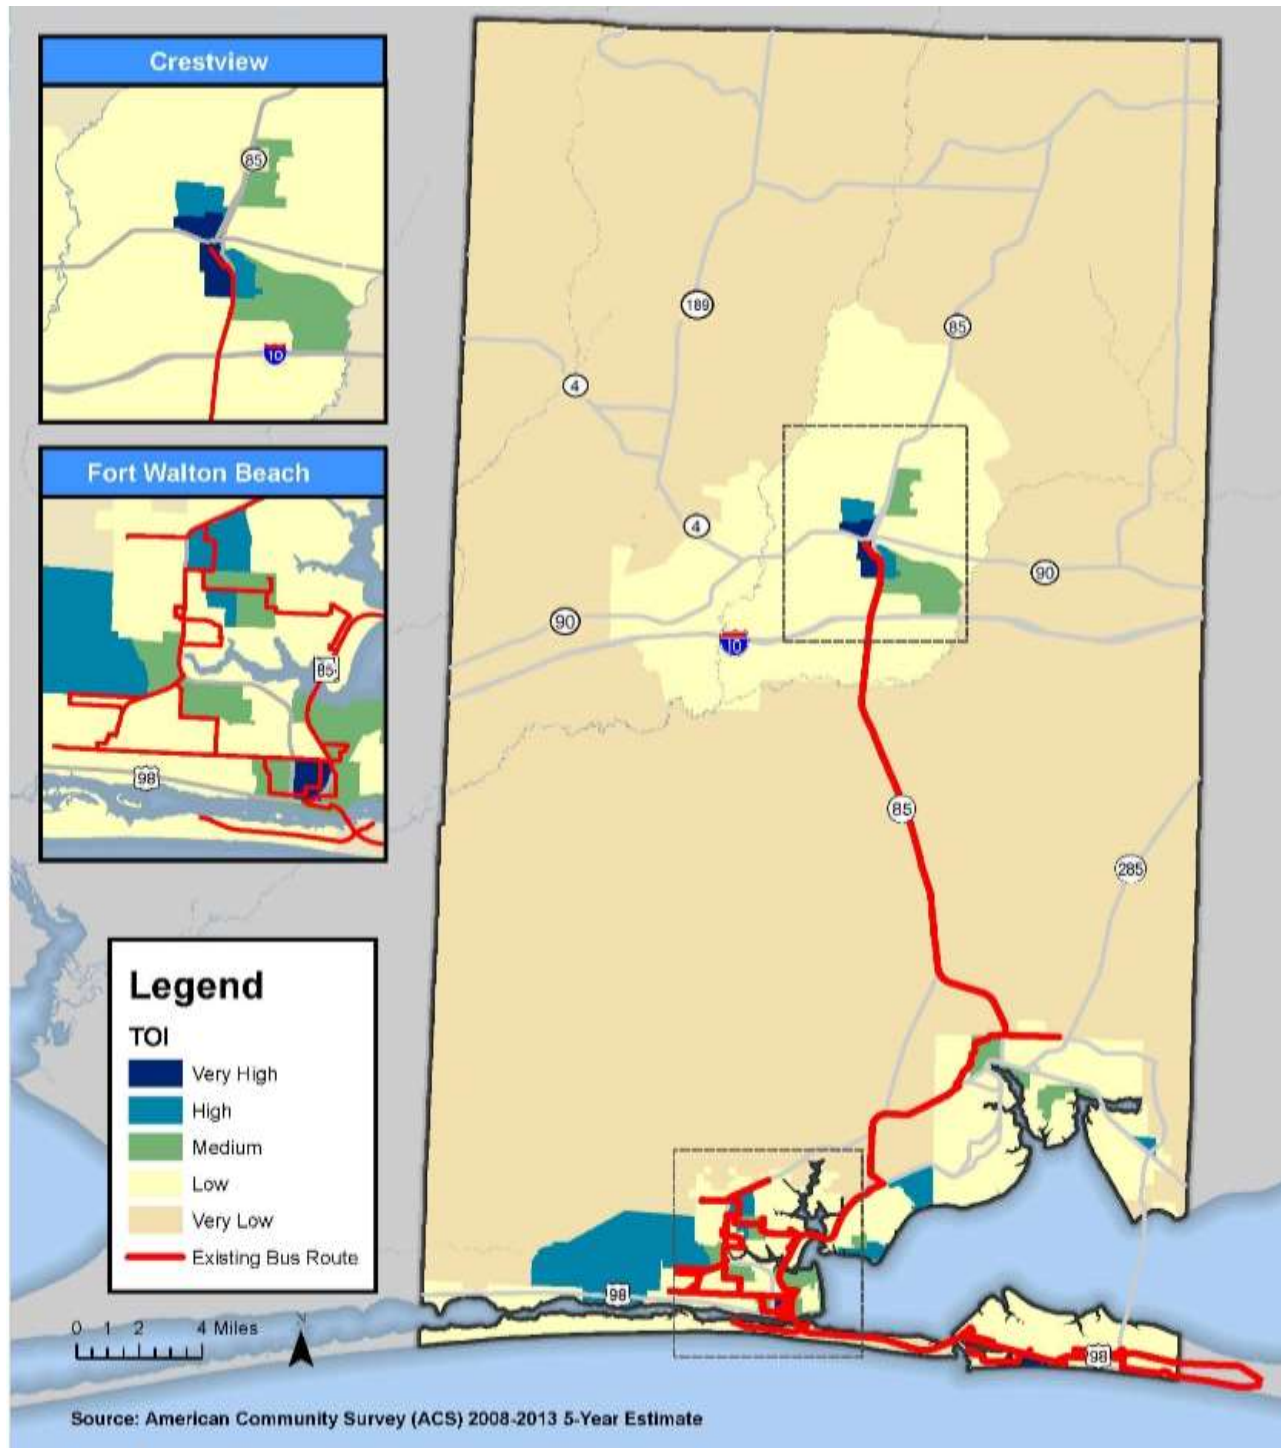 Crestview
85
10
Fort Walton Beach
85
98
189
85
4
4
90
90
10
85
285
98
98
Legend
TOI
Very High
High
Medium
Low
Very Low
Existing Bus Route
0 1 2 4 Miles
N
Source: American Community Survey (ACS) 2008-2013 5-Year Estimate